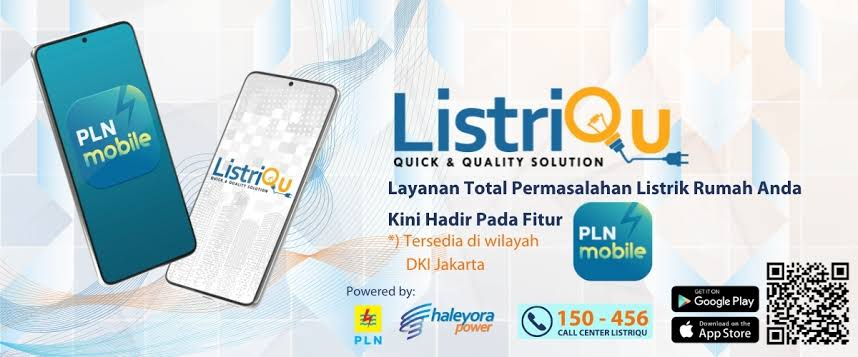 PLN
mobile
ListriQu
QUICK & QUALITY SOLUTION
ListriQu
QUICK & QUALITY SOLUTION
Layanan Total Permasalahan Listrik Rumah Anda
Kini Hadir Pada Fitur
PLN
mobile
*) Tersedia di wilayah
DKI Jakarta
Powered by:
PLN
haleyora
power
150 - 456
CALL CENTER LISTRIQU
GET IT ON
Google Play
Download on the
App Store